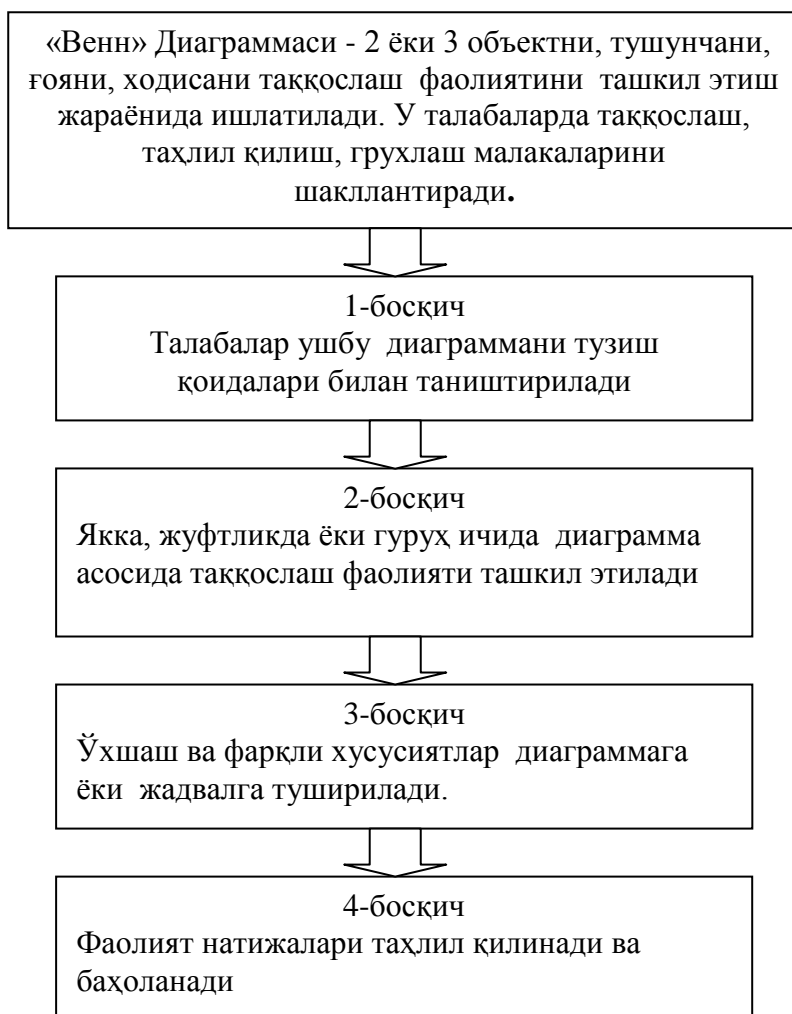 «Венн» Диаграммаси - 2 ёки 3 объектни, тушунчани,
ғояни, ходисани таққослаш фаолиятини ташкил этиш
жараёнида ишлатилади. У талабаларда таққослаш,
таҳлил қилиш, грухлаш малакаларини
шакллантиради.
1-босқич
Талабалар ушбу диаграммани тузиш
қоидалари билан таништирилади
2-босқич
Якка, жуфтликда ёки гуруҳ ичида диаграмма
асосида таққослаш фаолияти ташкил этилади
3-босқич
Ўхшаш ва фарқли хусусиятлар диаграммага
ёки жадвалга туширилади.
4-босқич
Фаолият натижалари таҳлил қилинади ва
баҳоланади